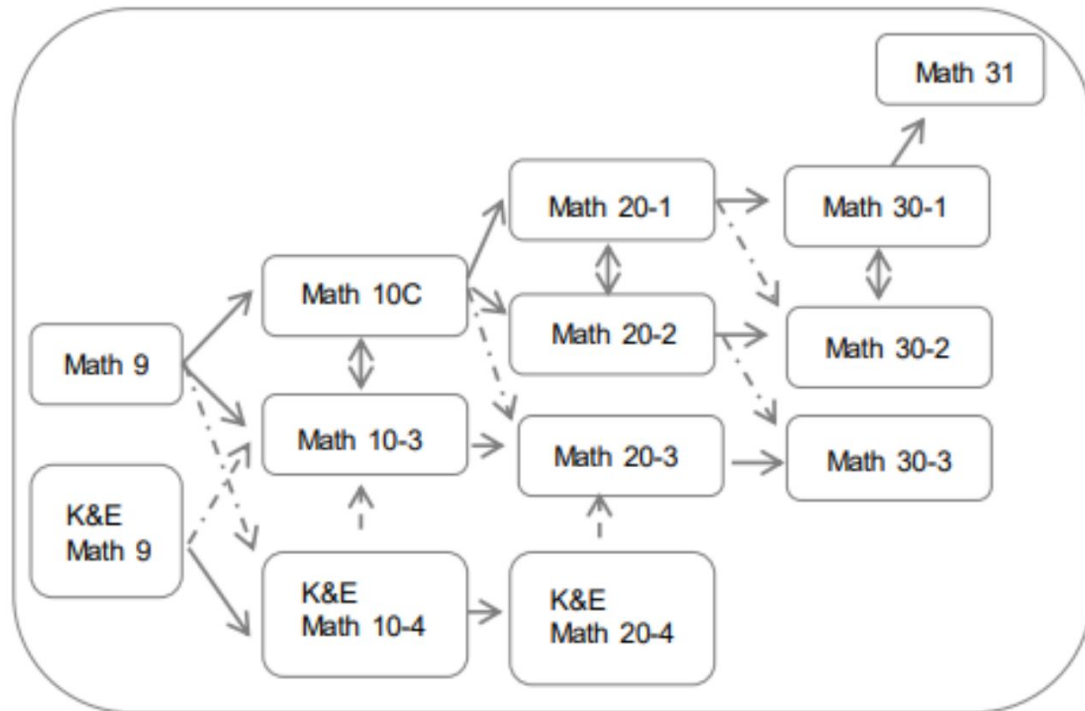 Math 31
Math 20-1
Math 30-1
Math 10C
Math 20-2
Math 30-2
Math 9
Math 10-3
Math 20-3
Math 30-3
K&E
Math 9
K&E
Math 10-4
K&E
Math 20-4